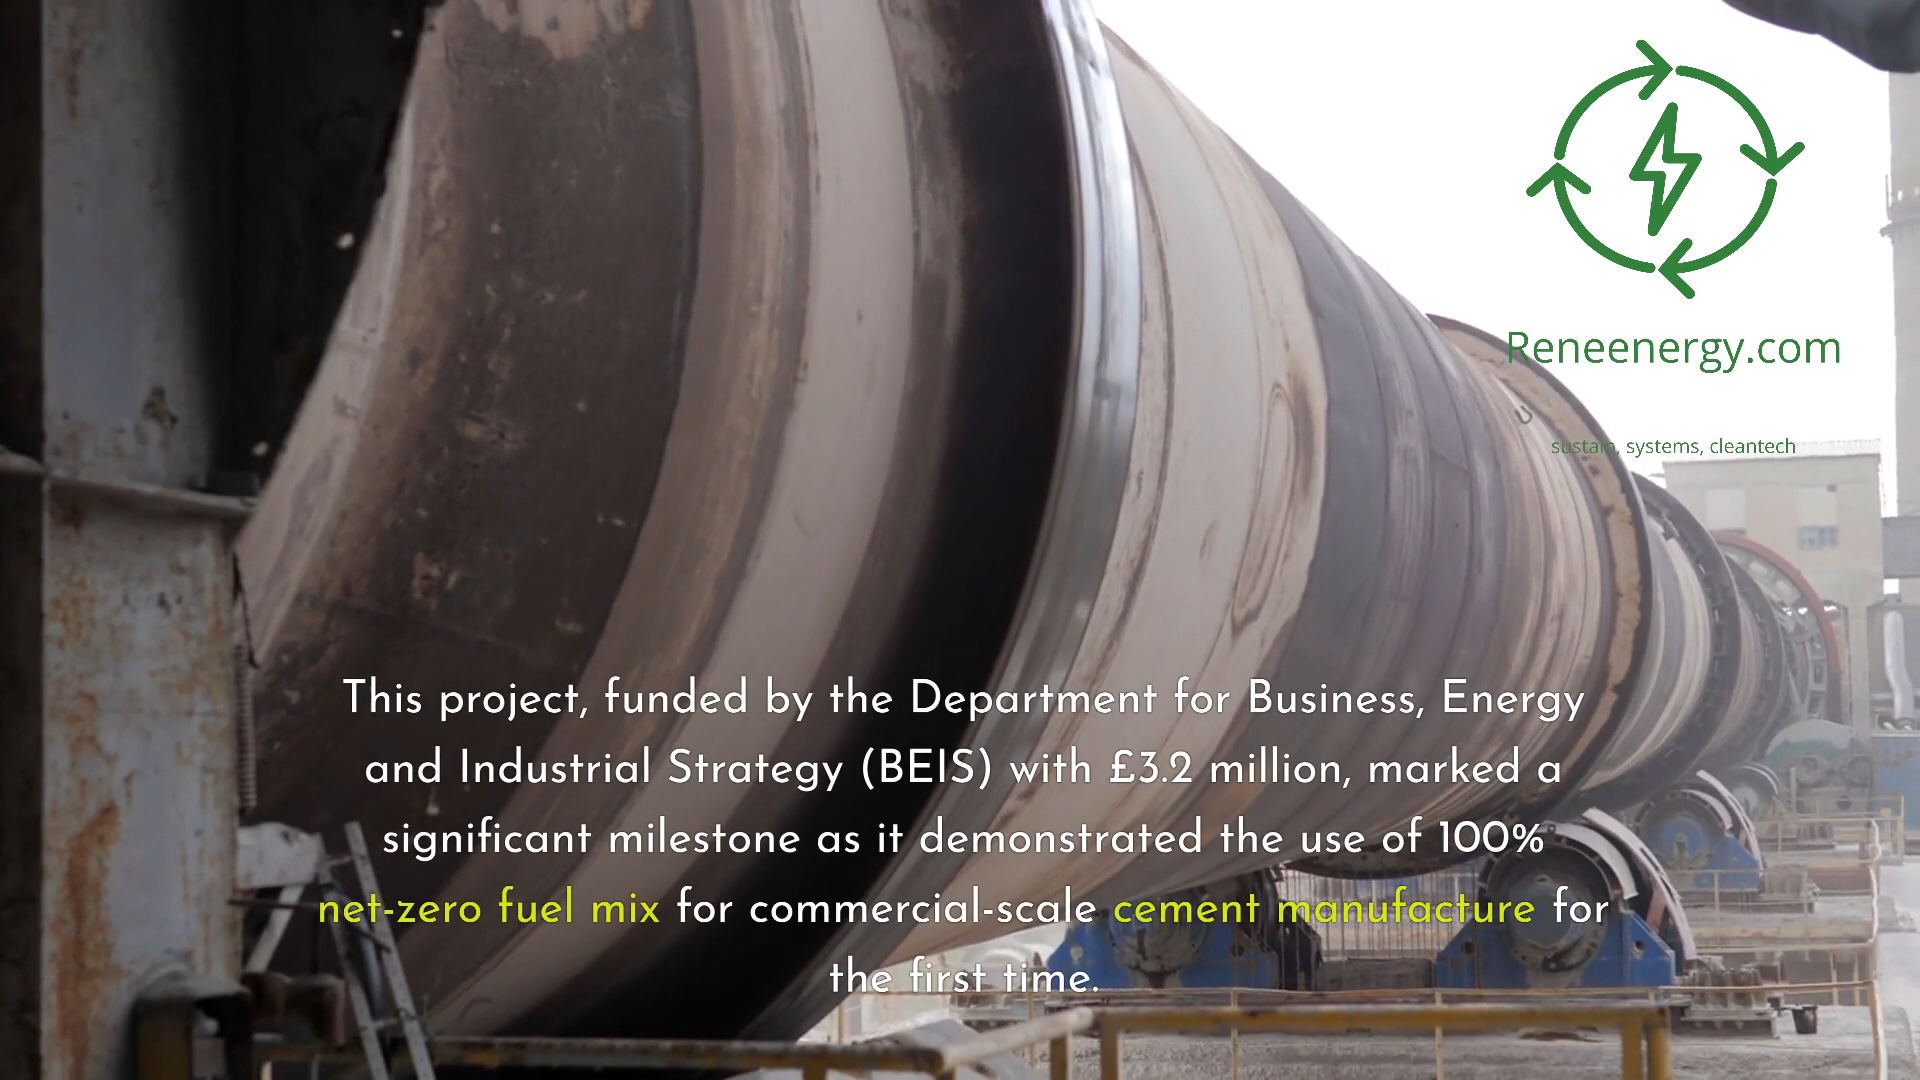 Reneenergy.com
sustain, systems, cleantech
This project, funded by the Department for Business, Energy
and Industrial Strategy (BEIS) with £3.2 million, marked a
significant milestone as it demonstrated the use of 100%
net-zero fuel mix for commercial-scale cement manufacture for
the first time.